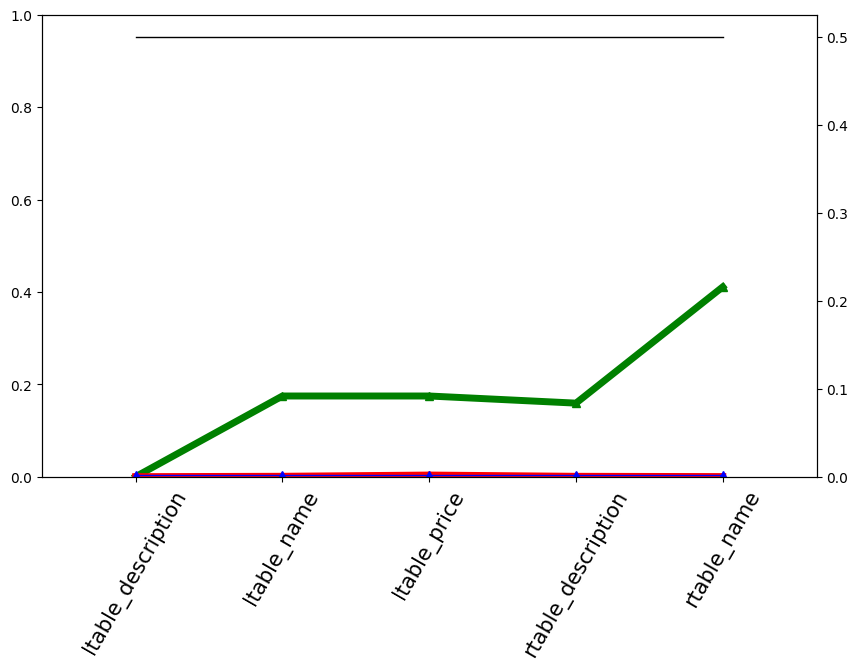 1.0
0.8
0.6
0.4
0.2
0.0
0.5
0.4
0.3
0.2
0.1
0.0
ltable_description
ltable_name
ltable_price
rtable_description
rtable_name